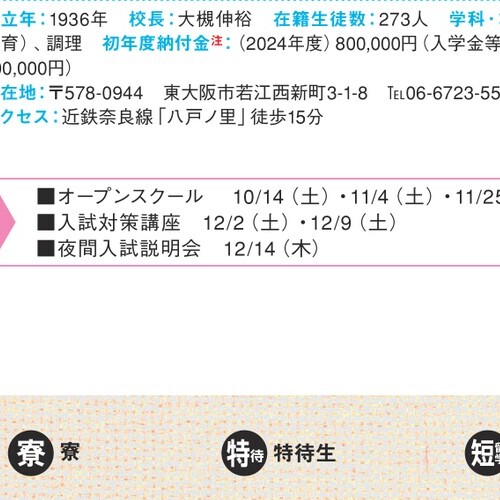 立年：1936年　校長：大槻伸裕　在籍生徒数：273人　学科・
育）、調理　初年度納付金注：（2024年度）800,000円（入学金等
00,000円）
在地：〒578-0944　東大阪市若江西新町3-1-8　TEL06-6723-55
クセス：近鉄奈良線「八戸ノ里」徒歩15分
■オープンスクール　10/14（土）・11/4（土）・11/25
■入試対策講座　12/2（土）・12/9（土）
■夜間入試説明会　12/14（木）
寮 寮　特待 特待生　短